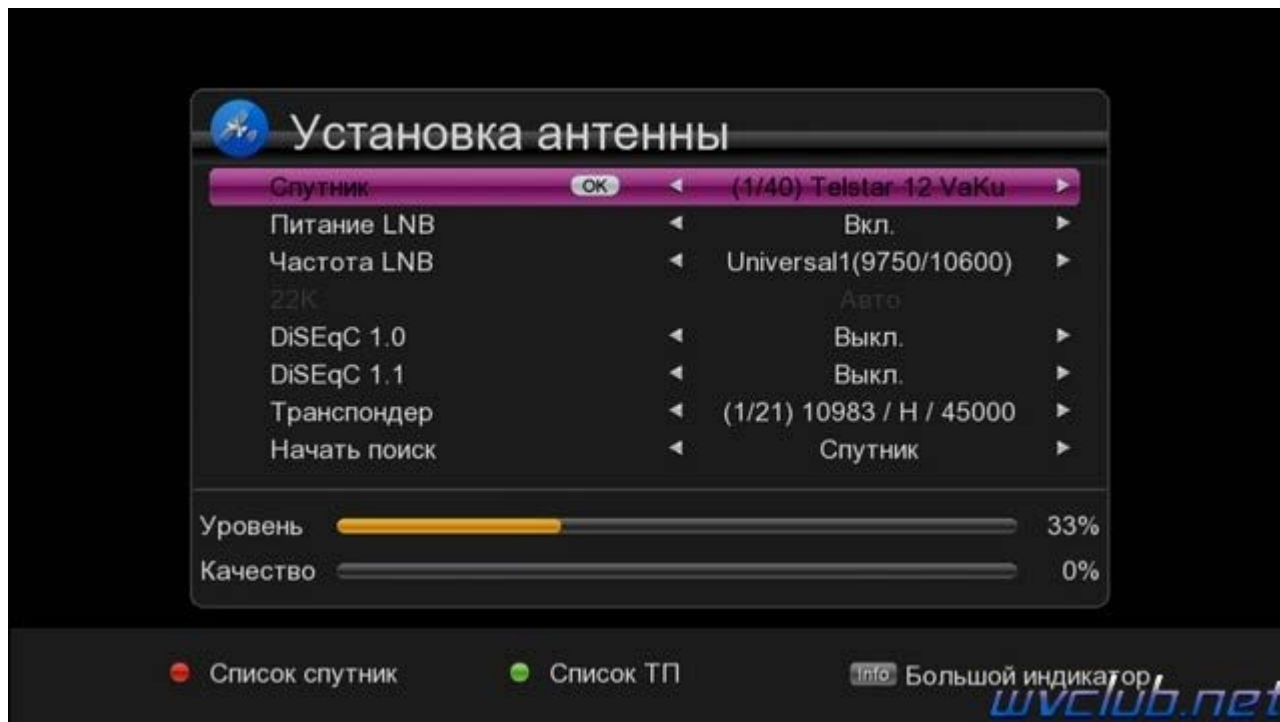 Установка антенны
Спутник OK (1/40) Telstar 12 VaKu
Питание LNB Вкл.
Частота LNB Universal1(9750/10600)
22K Авто
DiSEqC 1.0 Выкл.
DiSEqC 1.1 Выкл.
Транспондер (1/21) 10983 / H / 45000
Начать поиск Спутник
Уровень 33%
Качество 0%
Список спутник Список ТП Info Большой индикатор
wvclub.net